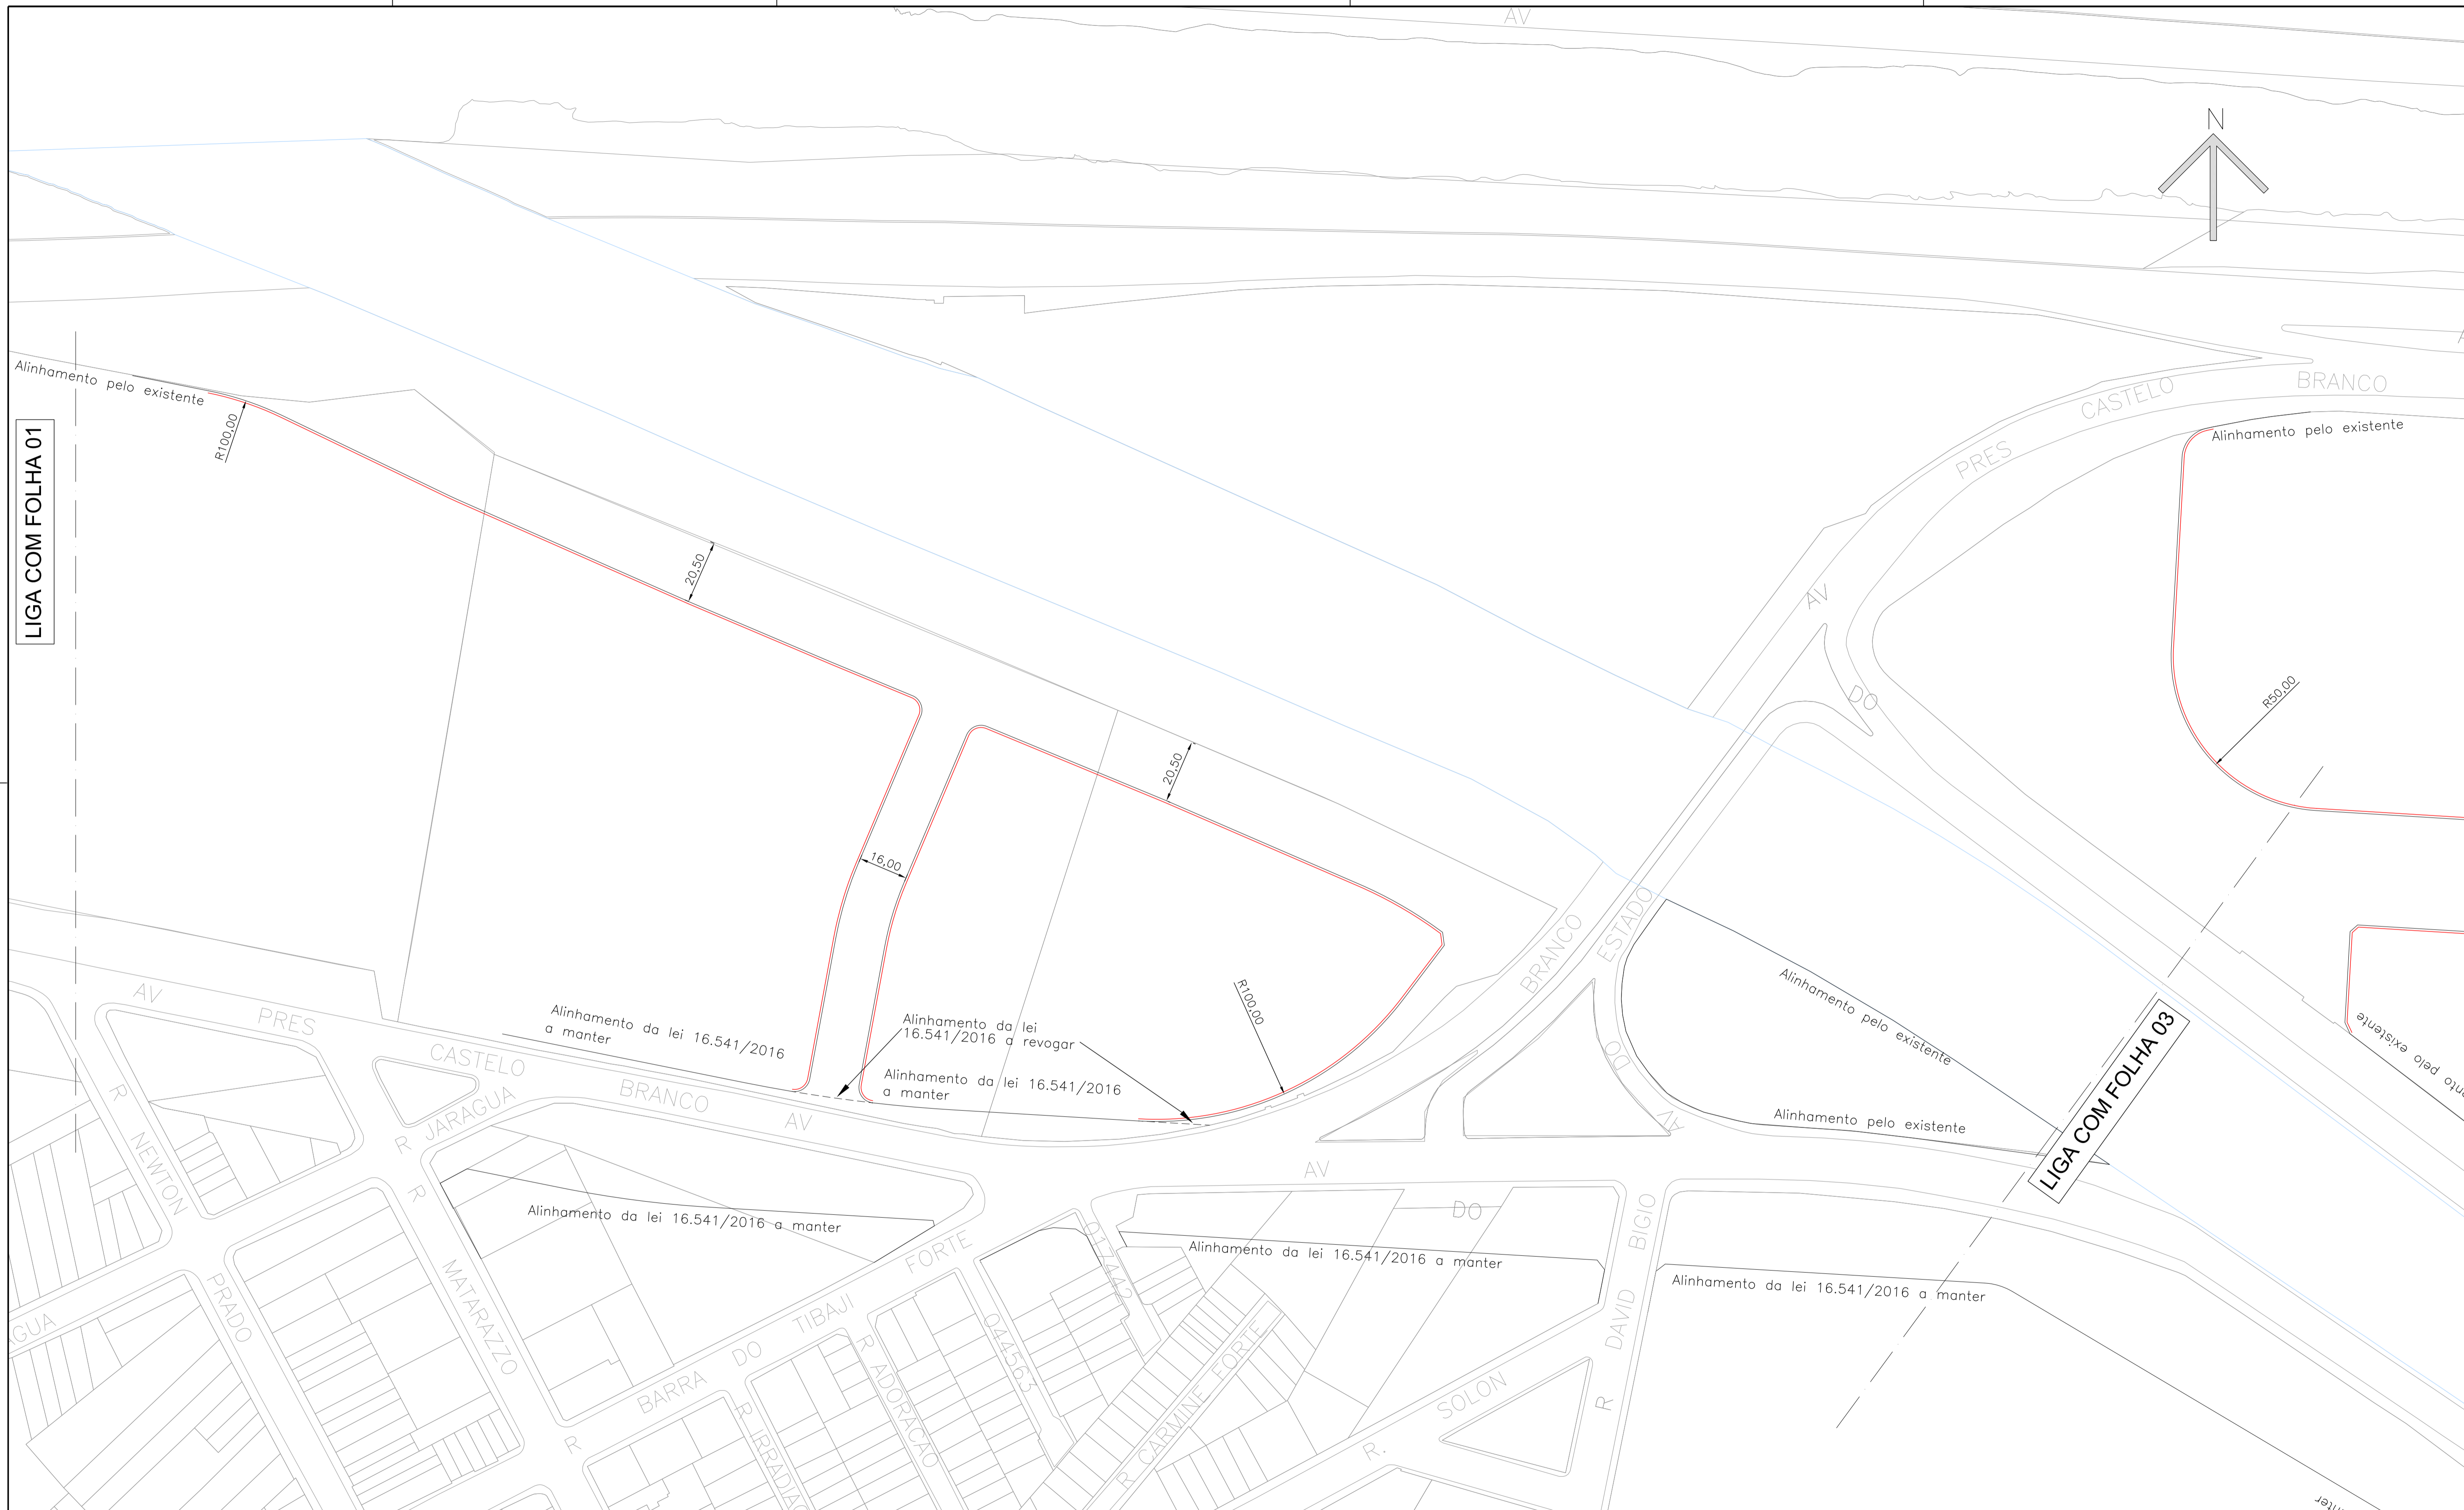 AV
N
BRANCO
CASTELO
PRES
AV
Alinhamento pelo existente
R100,00
LIGA COM FOLHA 01
Alinhamento pelo existente
20,50
DO
R50,00
20,50
16,00
BRANCO
ESTADO
DO
AV
R100,00
Alinhamento pelo existente
Alinhamento pelo existente
LIGA COM FOLHA 03
pelo existente
AV
PRES
CASTELO
BRANCO
AV
Alinhamento da lei 16.541/2016
a manter
Alinhamento da lei
16.541/2016 a revogar
Alinhamento da lei 16.541/2016
a manter
R JARAGUA
R NEWTON
PRADO
R MATARAZZO
Alinhamento da lei 16.541/2016 a manter
AV
DO
Alinhamento da lei 16.541/2016 a manter
R DAVID BIGIO
Alinhamento da lei 16.541/2016 a manter
R BARRA DO TIBAJI
FORTE
R ADORACAO
044563
R CARMINE FORTE
R. SOLON